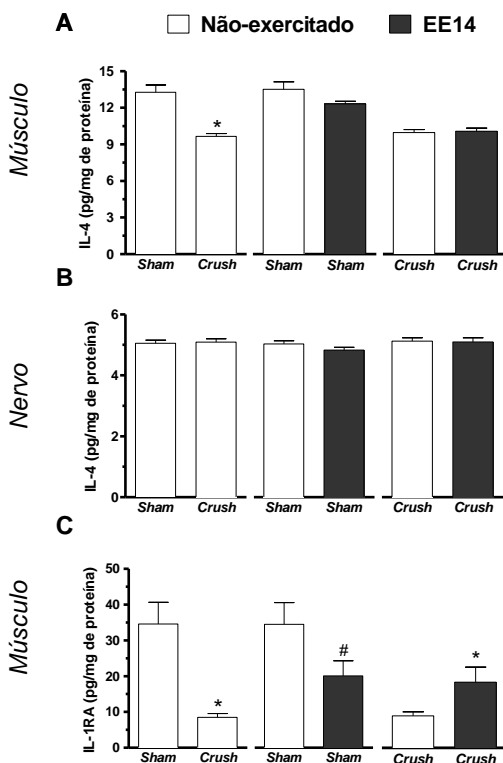 A
Não-exercitado EE14
Músculo
IL-4 (pg/mg de proteína)
15
12
9
6
3
0
*
Sham Crush Sham Sham Crush Crush
B
Nervo
IL-4 (pg/mg de proteína)
6
4
2
0
Sham Crush Sham Sham Crush Crush
C
Músculo
IL-1RA (pg/mg de proteína)
50
40
30
20
10
0
* # *
Sham Crush Sham Sham Crush Crush